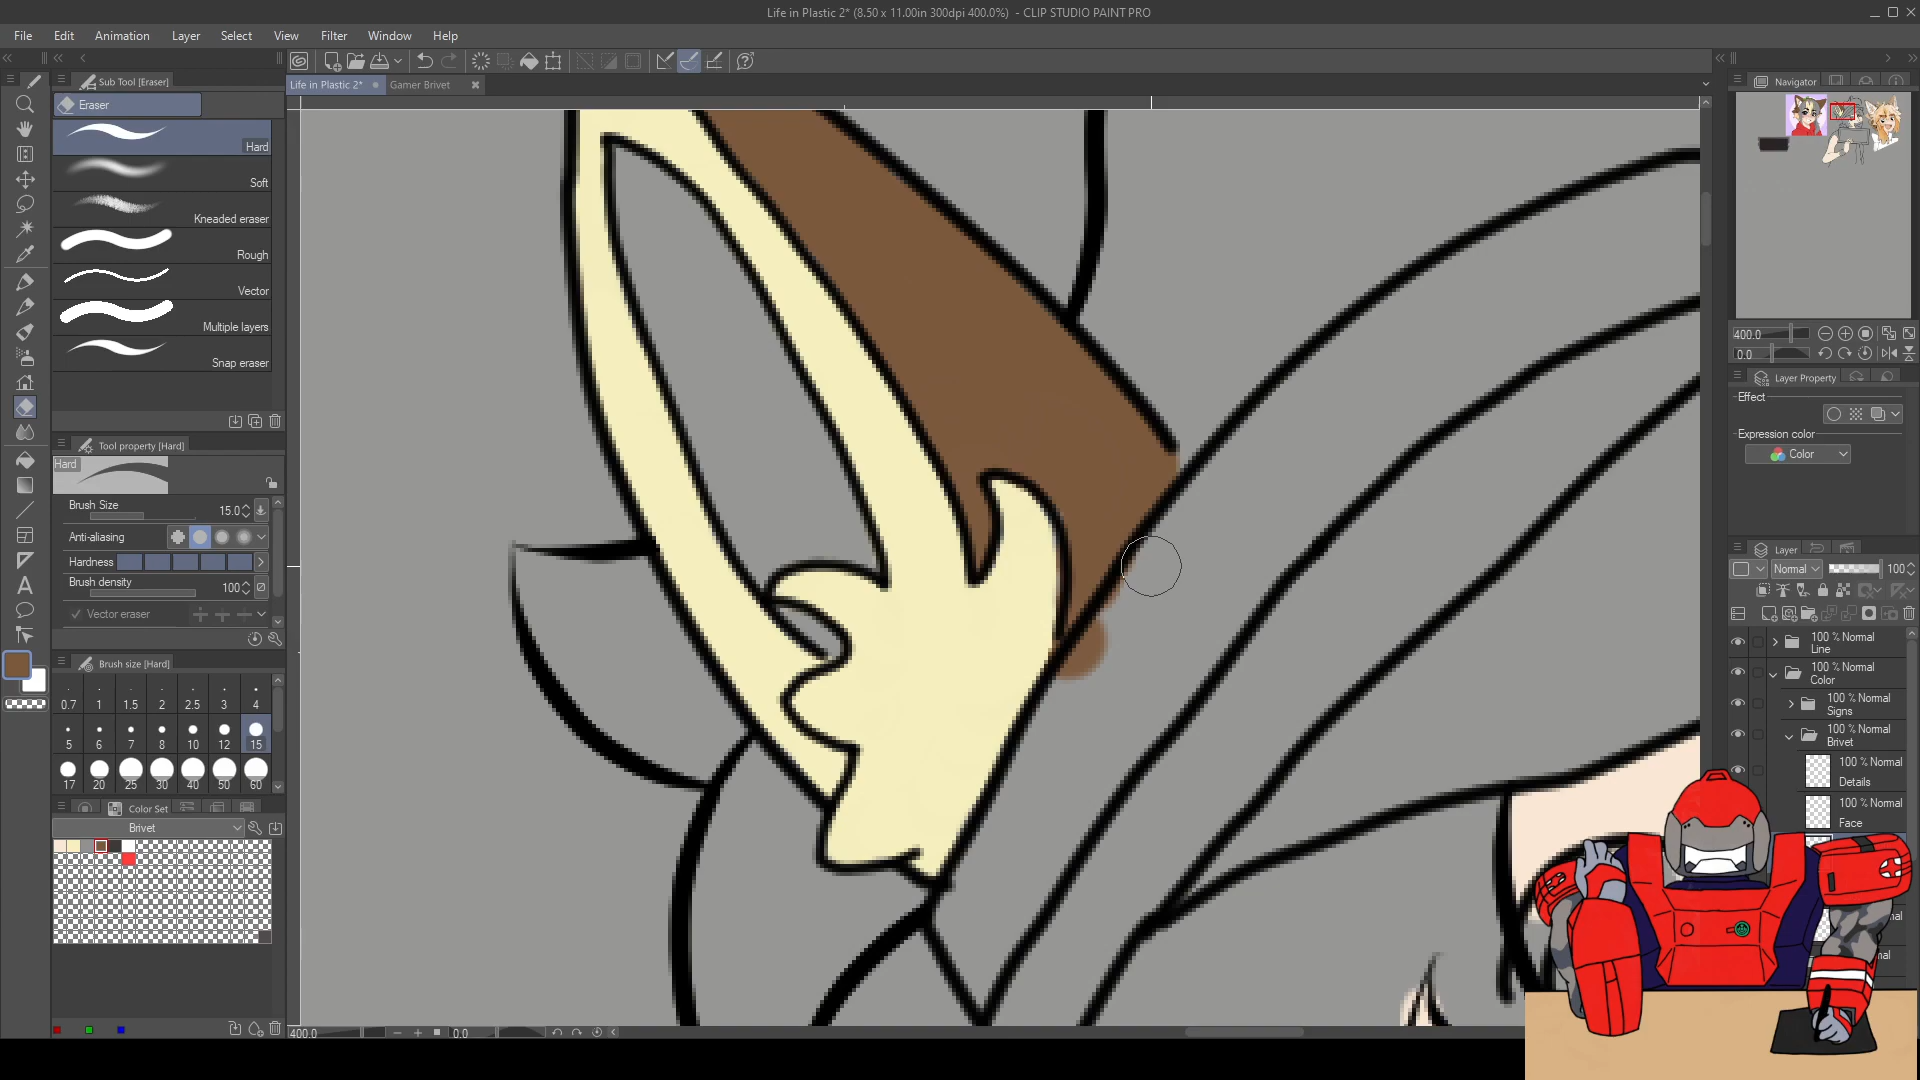 Life in Plastic 2* (8.50 x 11.00in 300dpi 400.0%) - CLIP STUDIO PAINT PRO
File Edit Animation Layer Select View Filter Window Help
Sub Tool [Eraser]
Life in Plastic 2*
Gamer Brivet
Navigator
Eraser
Hard
Soft
Kneaded eraser
Rough
Vector
Multiple layers
Snap eraser
400.0
0.0
Layer Property
Effect
Expression color
Color
Tool property [Hard]
Hard
Brush Size
15.0
Anti-aliasing
Hardness
Brush density
100
Vector eraser
Layer
Normal
100
100 % Normal
Line
100 % Normal
Color
100 % Normal
Signs
100 % Normal
Brivet
100 % Normal
Details
100 % Normal
Face
Brush size [Hard]
0.7 1 1.5 2 2.5 3 4
5 6 7 8 10 12 15
17 20 25 30 40 50 60
Color Set
Brivet
400.0
0.0